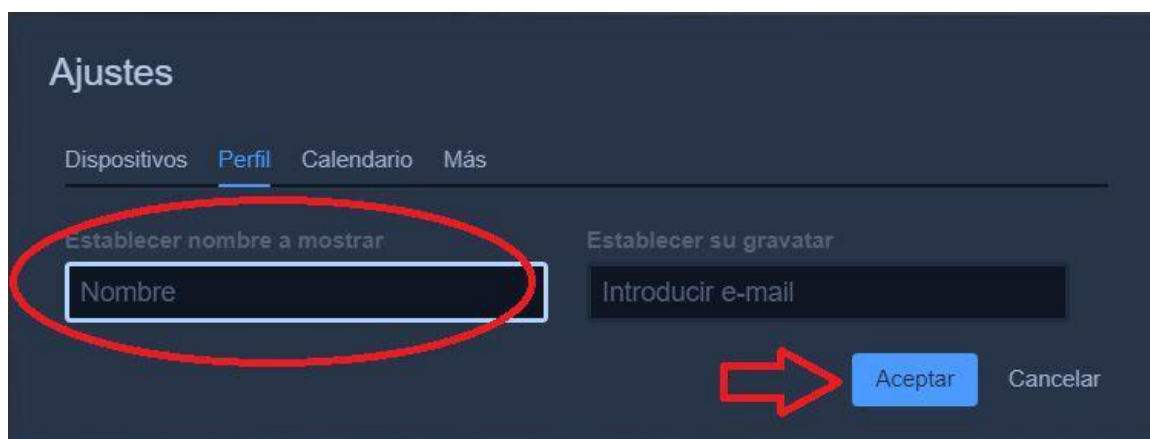 Ajustes
Dispositivos Perfil Calendario Más
Establecer nombre a mostrar Establecer su gravatar
Nombre Introducir e-mail
Aceptar Cancelar